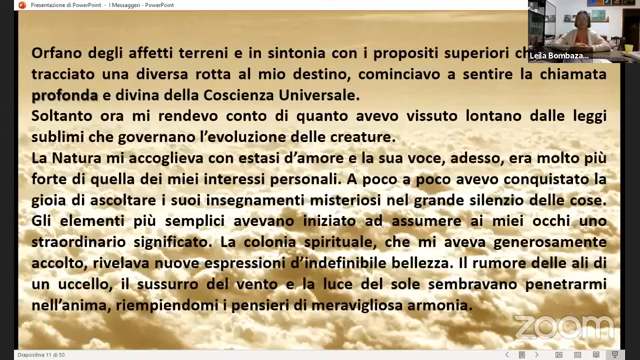 Presentazione di PowerPoint - I Messaggeri - PowerPoint
Orfano degli affetti terreni e in sintonia con i propositi superiori
Leila Bombaza...
tracciato una diversa rotta al mio destino, cominciavo a sentire la chiamata
profonda e divina della Coscienza Universale.
Soltanto ora mi rendevo conto di quanto avevo vissuto lontano dalle leggi
sublimi che governano l'evoluzione delle creature.
La Natura mi accoglieva con estasi d'amore e la sua voce, adesso, era molto più
forte di quella dei miei interessi personali. A poco a poco avevo conquistato la
gioia di ascoltare i suoi insegnamenti misteriosi nel grande silenzio delle cose.
Gli elementi più semplici avevano iniziato ad assumere ai miei occhi uno
straordinario significato. La colonia spirituale, che mi aveva generosamente
accolto, rivelava nuove espressioni d'indefinibile bellezza. Il rumore delle ali di
un uccello, il sussurro del vento e la luce del sole sembravano penetrarmi
nell'anima, riempiendomi i pensieri di meravigliosa armonia.
zoom
Diapositiva 11 di 50